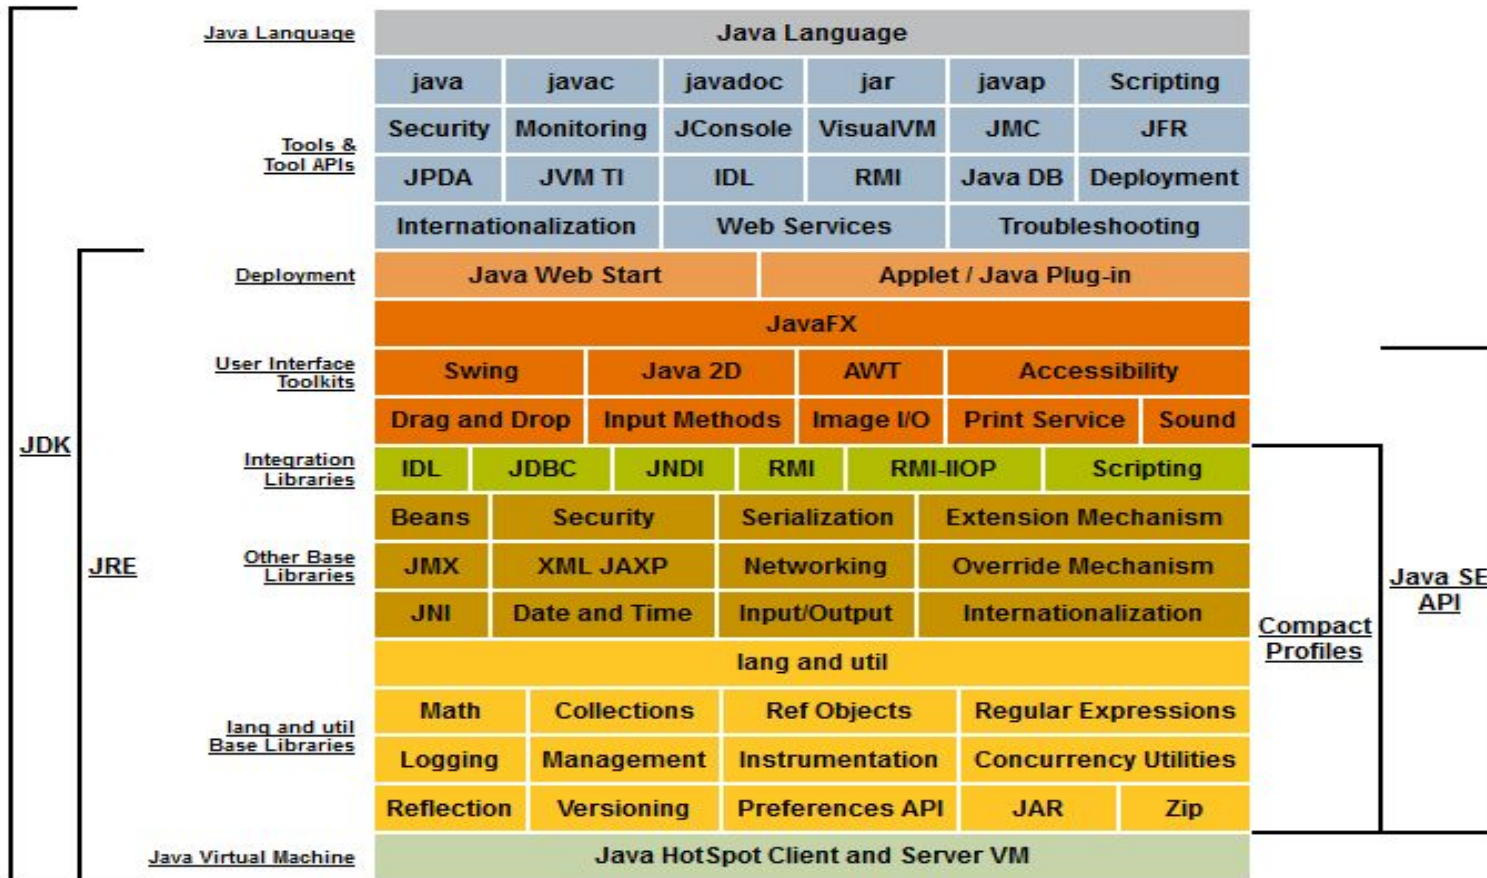 Java Language Java Language
java javac javadoc jar javap Scripting
Security Monitoring JConsole VisualVM JMC JFR
Tools &
Tool APIs
JPDA JVM TI IDL RMI Java DB Deployment
Internationalization Web Services Troubleshooting
Deployment Java Web Start Applet / Java Plug-in
JavaFX
User Interface
Toolkits
Swing Java 2D AWT Accessibility
Drag and Drop Input Methods Image I/O Print Service Sound
JDK
Integration
Libraries
IDL JDBC JNDI RMI RMI-IIOP Scripting
Beans Security Serialization Extension Mechanism
JRE
Other Base
Libraries
JMX XML JAXP Networking Override Mechanism
Java SE
API
JNI Date and Time Input/Output Internationalization
Compact
Profiles
lang and util
Math Collections Ref Objects Regular Expressions
lang and util
Base Libraries
Logging Management Instrumentation Concurrency Utilities
Reflection Versioning Preferences API JAR Zip
Java Virtual Machine Java HotSpot Client and Server VM